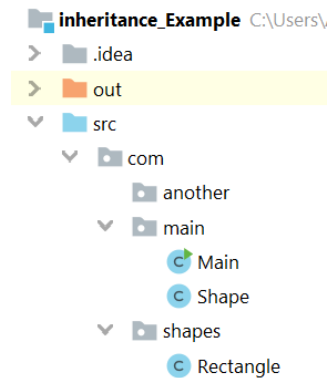 inheritance_Example C:\Users\
.idea
out
src
com
another
main
Main
Shape
shapes
Rectangle